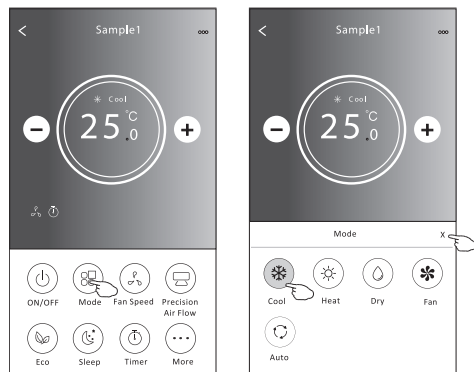 Sample1
Cool
25.0°C
ON/OFF
Mode
Fan Speed
Precision Air Flow
Eco
Sleep
Timer
More
Sample1
Cool
25.0°C
Mode
x
Cool
Heat
Dry
Fan
Auto